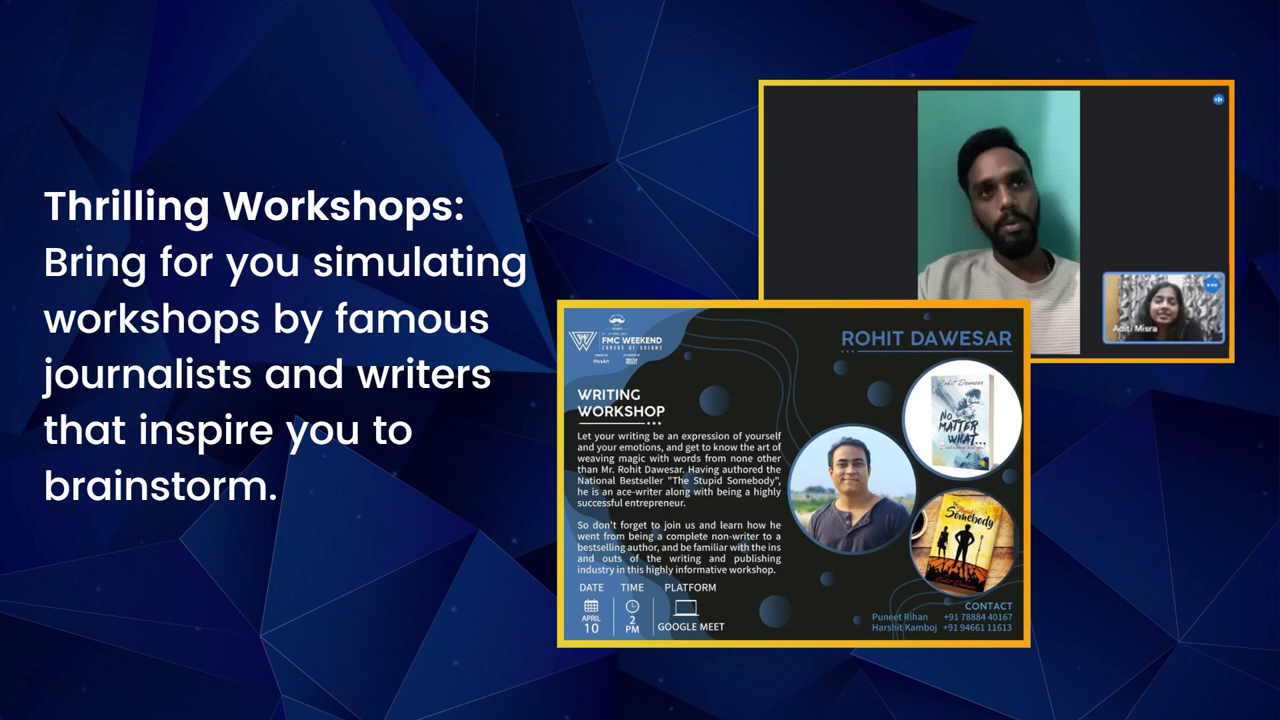 Thrilling Workshops:
Bring for you simulating
workshops by famous
journalists and writers
that inspire you to
brainstorm.
Aditi Misra
FMC WEEKEND
CANVAS OF DREAMS
PicsArt
ROHIT DAWESAR
WRITING
WORKSHOP
Let your writing be an expression of yourself
and your emotions, and get to know the art of
weaving magic with words from none other
than Mr. Rohit Dawesar. Having authored the
National Bestseller "The Stupid Somebody",
he is an ace-writer along with being a highly
successful entrepreneur.
So don't forget to join us and learn how he
went from being a complete non-writer to a
bestselling author, and be familiar with the ins
and outs of the writing and publishing
industry in this highly informative workshop.
Rohit Dawesar
NO
MATTER
WHAT...
Somebody
DATE TIME PLATFORM
APRIL
10
2
PM
GOOGLE MEET
CONTACT
Puneet Rihan +91 78884 40167
Harshit Kamboj +91 94661 11613